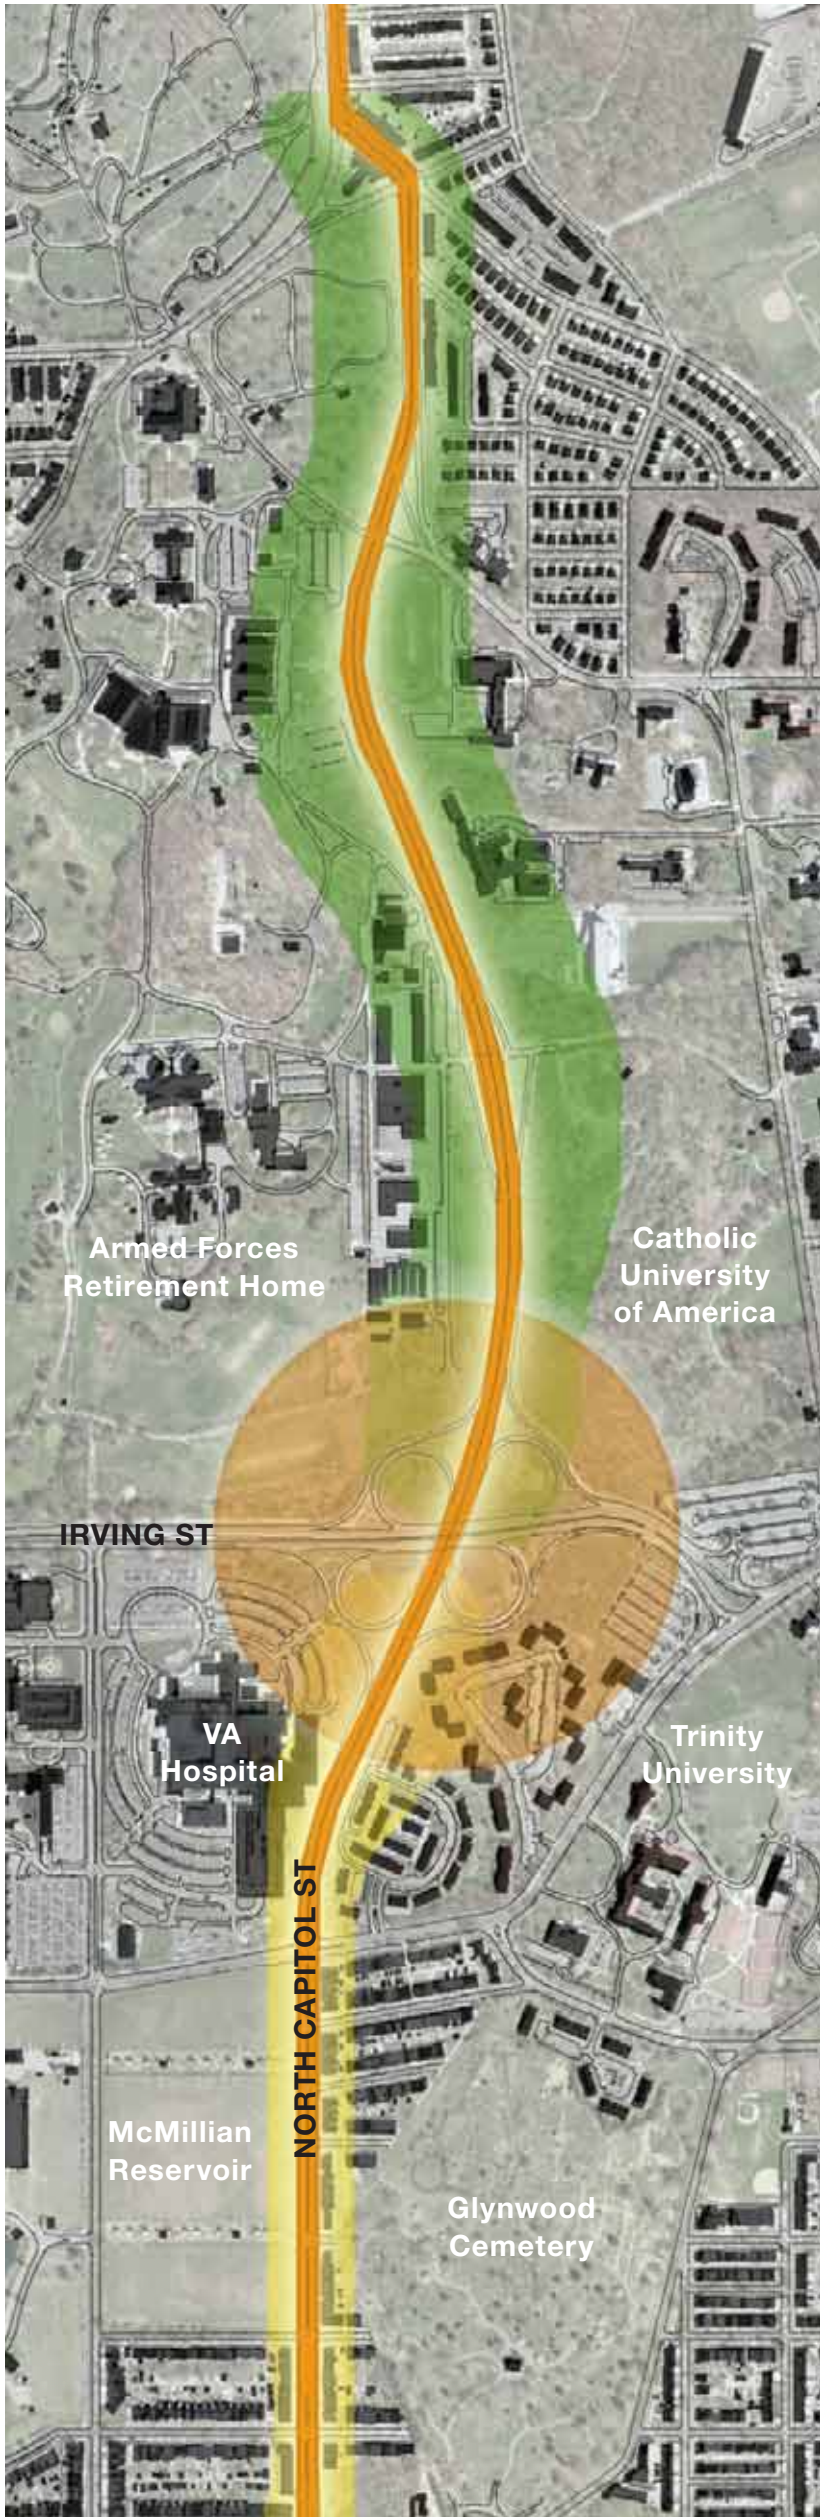 Armed Forces
Retirement Home
Catholic
University
of America
IRVING ST
VA
Hospital
Trinity
University
NORTH CAPITOL ST
McMillian
Reservoir
Glynwood
Cemetery